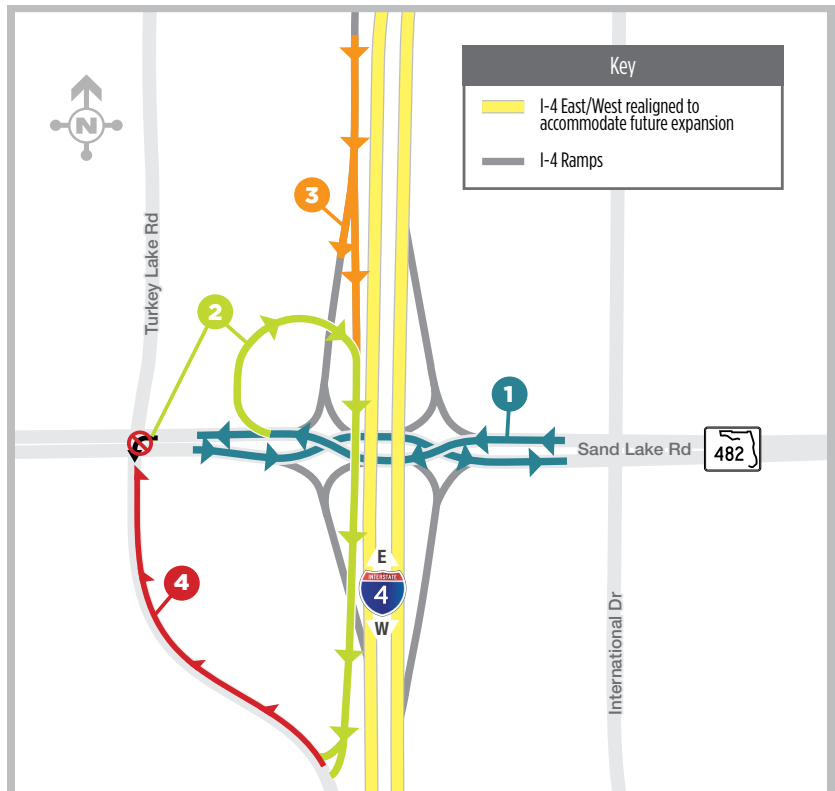 Key
I-4 East/West realigned to
accommodate future expansion
I-4 Ramps
N
3
Turkey Lake Rd
2
1
Sand Lake Rd
482
E
INTERSTATE
4
W
4
International Dr